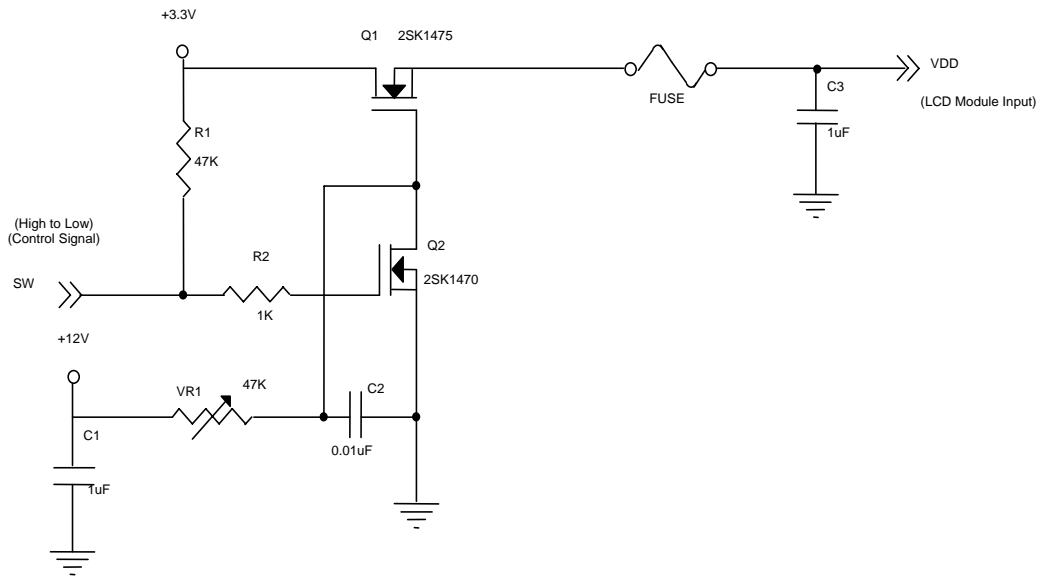 +3.3V
Q1 2SK1475
FUSE
C3
1uF
VDD
(LCD Module Input)
R1
47K
(High to Low)
(Control Signal)
SW
R2
1K
Q2
2SK1470
+12V
VR1
47K
C2
0.01uF
C1
1uF